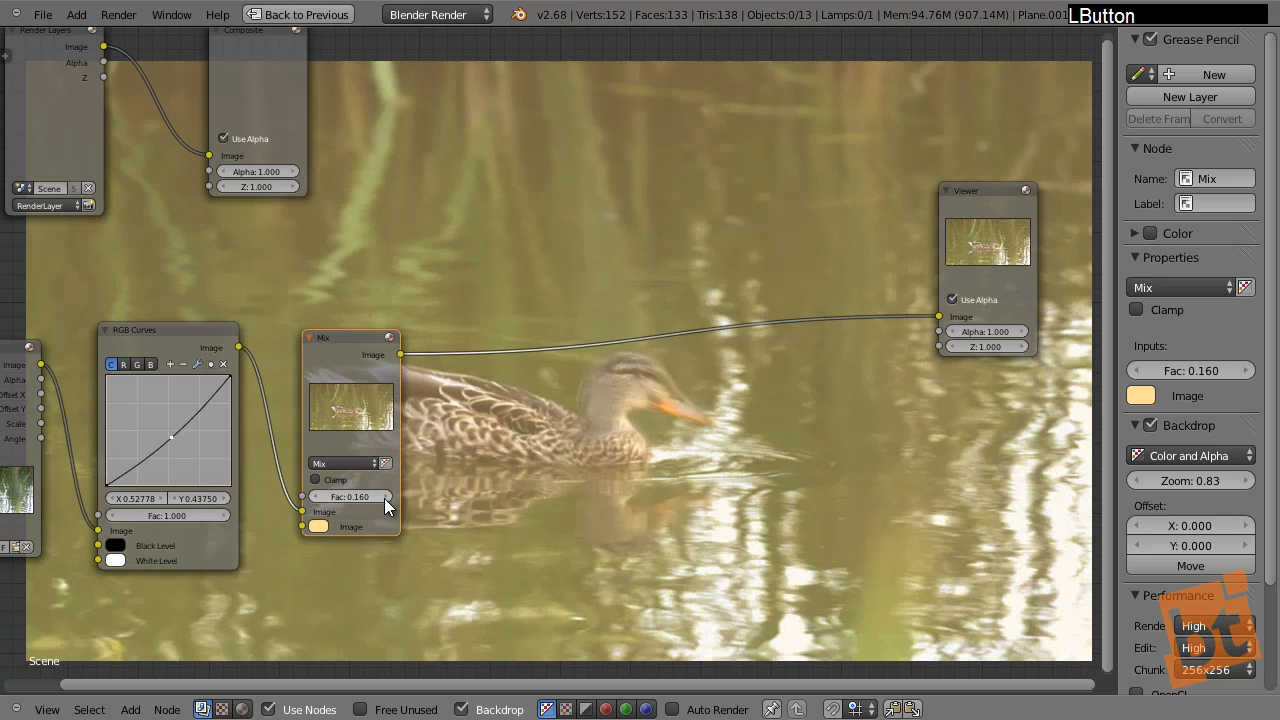 File Add Render Window Help Back to Previous Blender Render v2.68 | Verts:152 | Faces:133 | Tris:138 | Objects:0/13 | Lamps:0/1 | Mem:94.76M (907.14M) | Plane.001
LButton
Render Layers
Image
Alpha
Z
Scene 5
RenderLayer
Composite
Use Alpha
Image
Alpha: 1.000
Z: 1.000
Viewer
Use Alpha
Image
Alpha: 1.000
Z: 1.000
Image
Alpha
Offset X
Offset Y
Scale
Angle
F
RGB Curves
Image
C R G B
X 0.52778 Y 0.43750
Fac: 1.000
Image
Black Level
White Level
Mix
Image
Mix
Clamp
Fac: 0.160
Image
Image
Scene
Grease Pencil
New
New Layer
Delete Fram Convert
Node
Name: Mix
Label:
Color
Properties
Mix
Clamp
Inputs:
Fac: 0.160
Image
Backdrop
Color and Alpha
Zoom: 0.83
Offset:
X: 0.000
Y: 0.000
Move
Performance
Rende High
Edit: High
Chunk 256x256
OpenCL
bt
View Select Add Node Use Nodes Free Unused Backdrop Auto Render